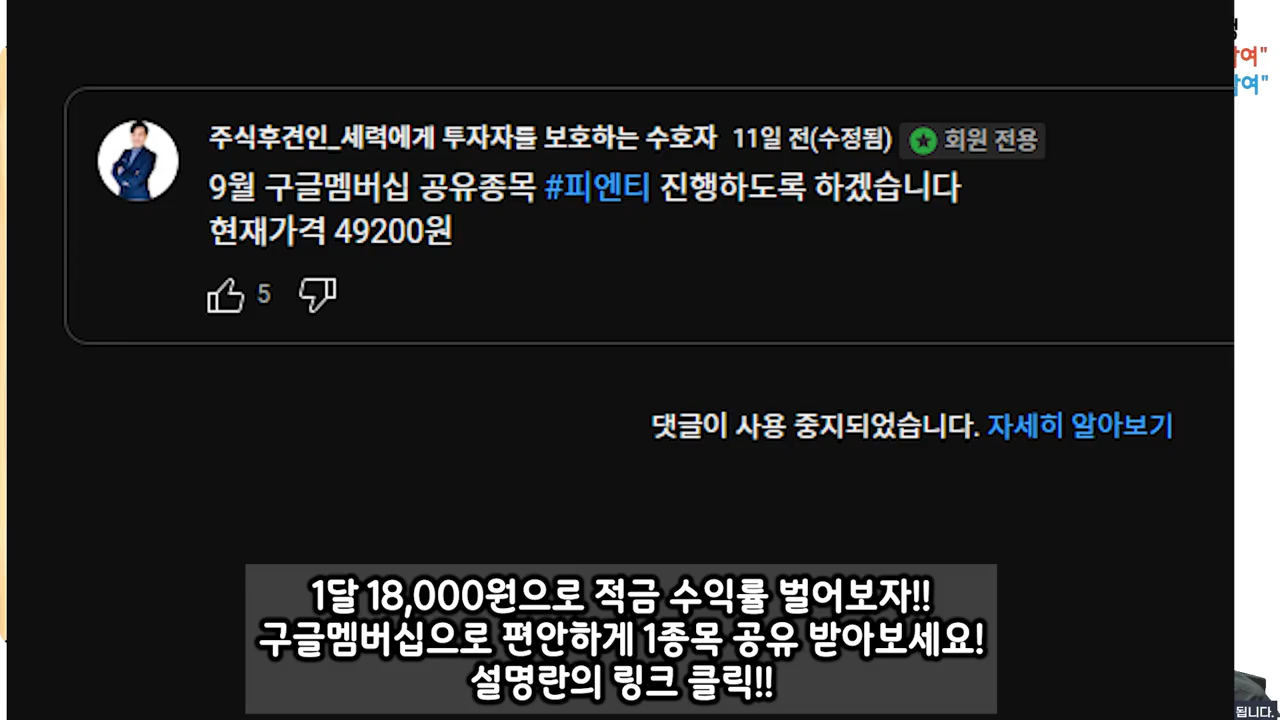 여"
여"
주식후견인_세력에게 투자자들 보호하는 수호자 11일 전(수정됨) 회원 전용
9월 구글멤버십 공유종목 #피엔티 진행하도록 하겠습니다
현재가격 49200원
5
댓글이 사용 중지되었습니다. 자세히 알아보기
1달 18,000원으로 적금 수익률 벌어보자!!
구글멤버십으로 편안하게 1종목 공유 받아보세요!
설명란의 링크 클릭!!
됩니다.